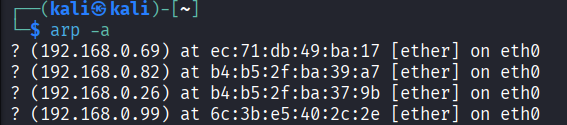 ┌──(kali㉿kali)-[~]
└─$ arp -a
? (192.168.0.69) at ec:71:db:49:ba:17 [ether] on eth0
? (192.168.0.82) at b4:b5:2f:ba:39:a7 [ether] on eth0
? (192.168.0.26) at b4:b5:2f:ba:37:9b [ether] on eth0
? (192.168.0.99) at 6c:3b:e5:40:2c:2e [ether] on eth0